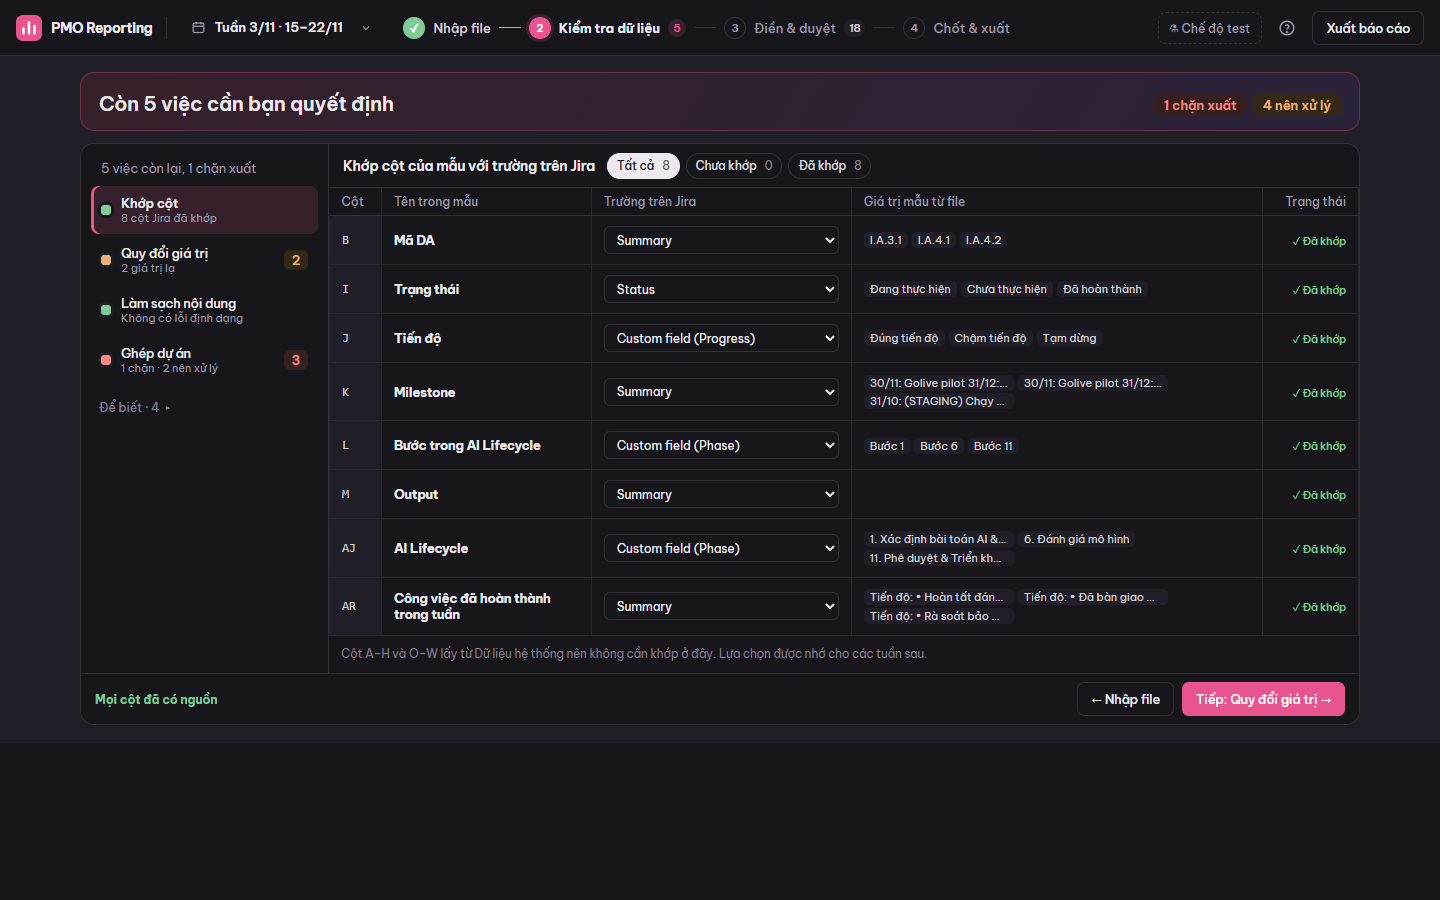 PMO Reporting
Tuần 3/11 · 15–22/11
✓ Nhập file
2 Kiểm tra dữ liệu 5
3 Điền & duyệt 18
4 Chốt & xuất
Chế độ test
Xuất báo cáo
Còn 5 việc cần bạn quyết định
1 chặn xuất
4 nên xử lý
5 việc còn lại, 1 chặn xuất
Khớp cột
8 cột Jira đã khớp
Quy đổi giá trị
2 giá trị lạ
2
Làm sạch nội dung
Không có lỗi định dạng
Ghép dự án
1 chặn · 2 nên xử lý
3
Để biết · 4 ▸
Khớp cột của mẫu với trường trên Jira
Tất cả 8
Chưa khớp 0
Đã khớp 8
Cột Tên trong mẫu Trường trên Jira Giá trị mẫu từ file Trạng thái
B Mã DA Summary I.A.3.1 I.A.4.1 I.A.4.2 ✓ Đã khớp
I Trạng thái Status Đang thực hiện Chưa thực hiện Đã hoàn thành ✓ Đã khớp
J Tiến độ Custom field (Progress) Đúng tiến độ Chậm tiến độ Tạm dừng ✓ Đã khớp
K Milestone Summary 30/11: Golive pilot 31/12:... 30/11: Golive pilot 31/12:... ✓ Đã khớp
31/10: (STAGING) Chạy ...
L Bước trong AI Lifecycle Custom field (Phase) Bước 1 Bước 6 Bước 11 ✓ Đã khớp
M Output Summary ✓ Đã khớp
AJ AI Lifecycle Custom field (Phase) 1. Xác định bài toán AI &... 6. Đánh giá mô hình ✓ Đã khớp
11. Phê duyệt & Triển kh...
AR Công việc đã hoàn thành Summary Tiến độ: • Hoàn tất đán... Tiến độ: • Đã bàn giao ... ✓ Đã khớp
trong tuần Tiến độ: • Rà soát bảo ...
Cột A–H và O–W lấy từ Dữ liệu hệ thống nên không cần khớp ở đây. Lựa chọn được nhớ cho các tuần sau.
Mọi cột đã có nguồn
← Nhập file
Tiếp: Quy đổi giá trị →